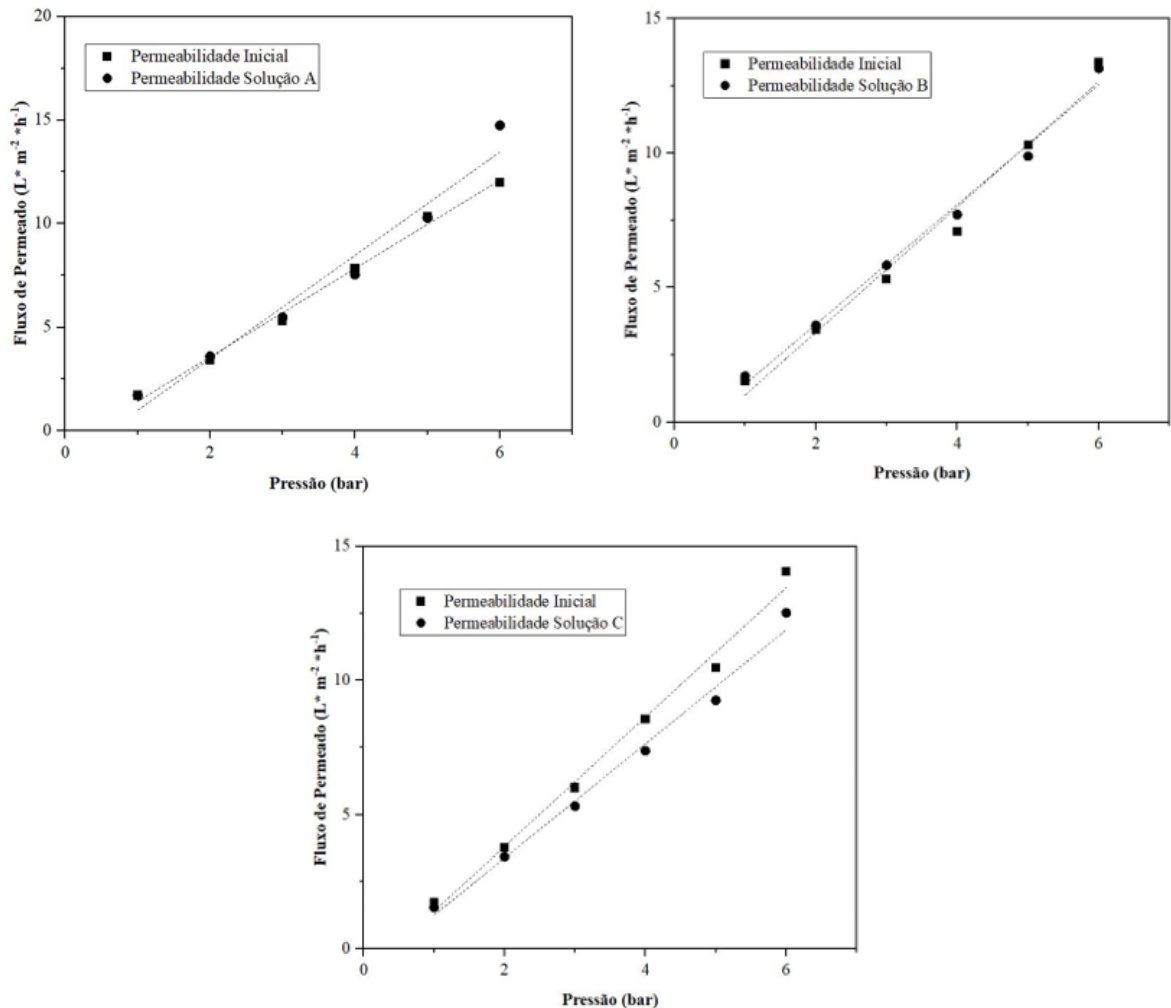 20
15
10
5
0
Fluxo de Permeado (L* m⁻² *h⁻¹)
Permeabilidade Inicial
Permeabilidade Solução A
0 2 4 6
Pressão (bar)
15
10
5
0
Fluxo de Permeado (L* m⁻² *h⁻¹)
Permeabilidade Inicial
Permeabilidade Solução B
0 2 4 6
Pressão (bar)
15
10
5
0
Fluxo de Permeado (L* m⁻² *h⁻¹)
Permeabilidade Inicial
Permeabilidade Solução C
0 2 4 6
Pressão (bar)